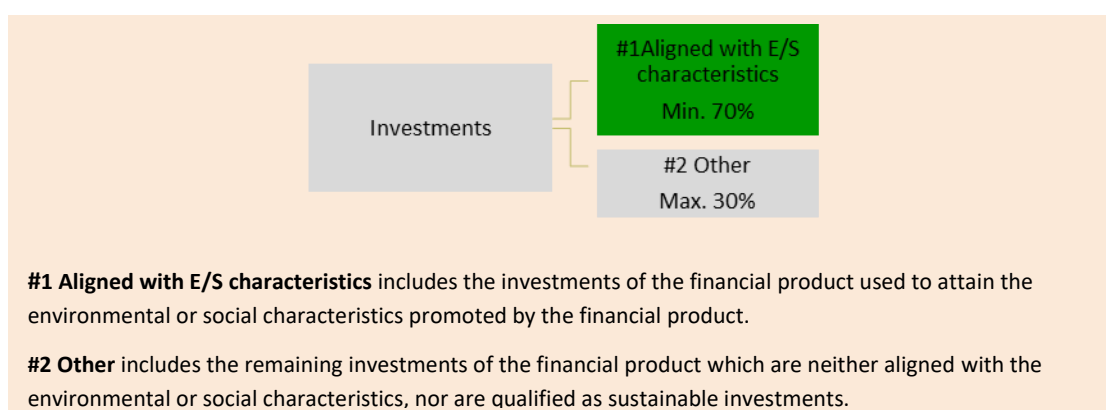 #1Aligned with E/S
characteristics
Min. 70%
Investments
#2 Other
Max. 30%
#1 Aligned with E/S characteristics includes the investments of the financial product used to attain the
environmental or social characteristics promoted by the financial product.
#2 Other includes the remaining investments of the financial product which are neither aligned with the
environmental or social characteristics, nor are qualified as sustainable investments.